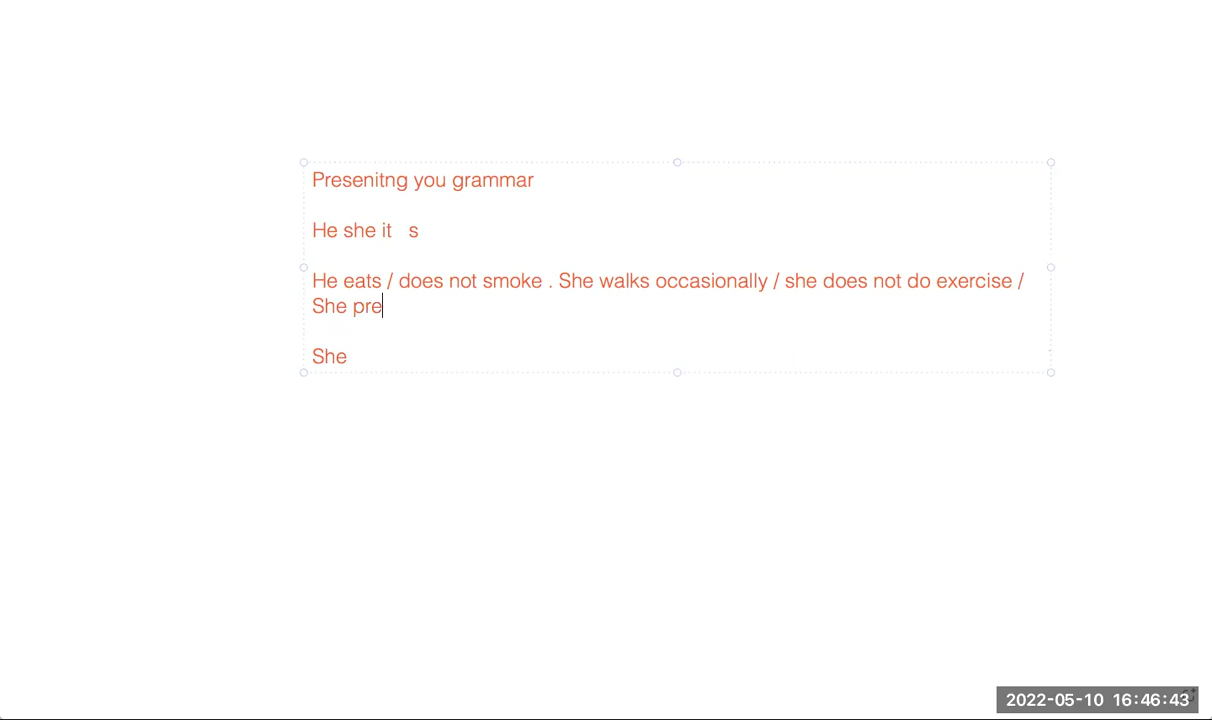 Presenitng you grammar
He she it   s
He eats / does not smoke . She walks occasionally / she does not do exercise /
She pre
She
2022-05-10 16:46:43